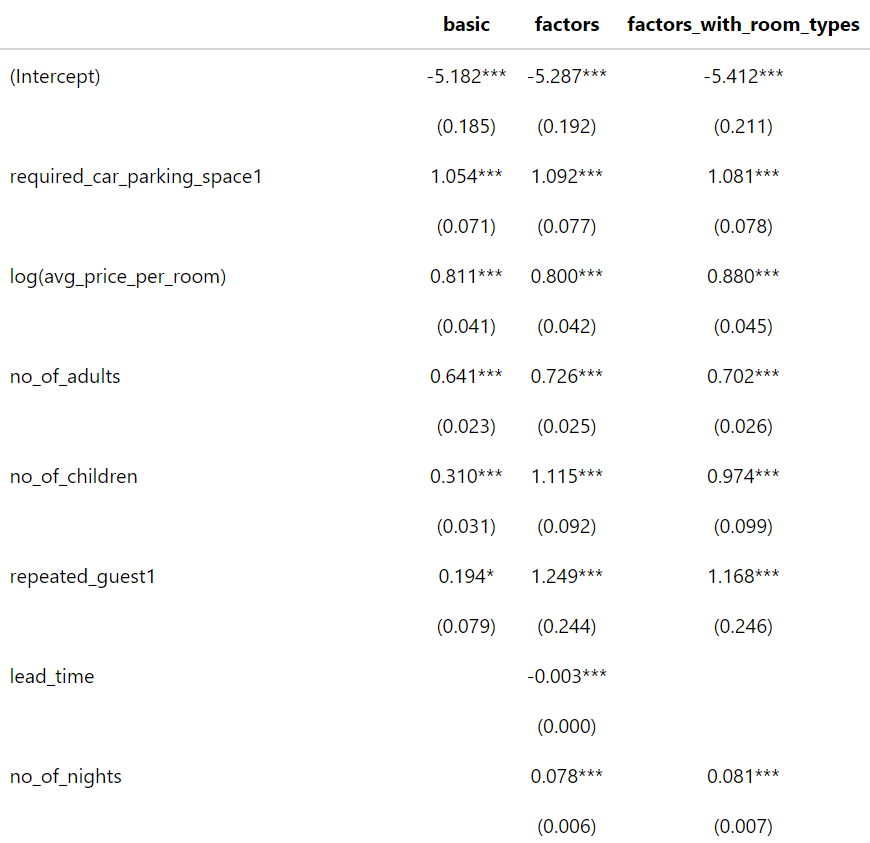 basic factors factors_with_room_types
(Intercept) -5.182*** -5.287*** -5.412***
(0.185) (0.192) (0.211)
required_car_parking_space1 1.054*** 1.092*** 1.081***
(0.071) (0.077) (0.078)
log(avg_price_per_room) 0.811*** 0.800*** 0.880***
(0.041) (0.042) (0.045)
no_of_adults 0.641*** 0.726*** 0.702***
(0.023) (0.025) (0.026)
no_of_children 0.310*** 1.115*** 0.974***
(0.031) (0.092) (0.099)
repeated_guest1 0.194* 1.249*** 1.168***
(0.079) (0.244) (0.246)
lead_time -0.003***
(0.000)
no_of_nights 0.078*** 0.081***
(0.006) (0.007)